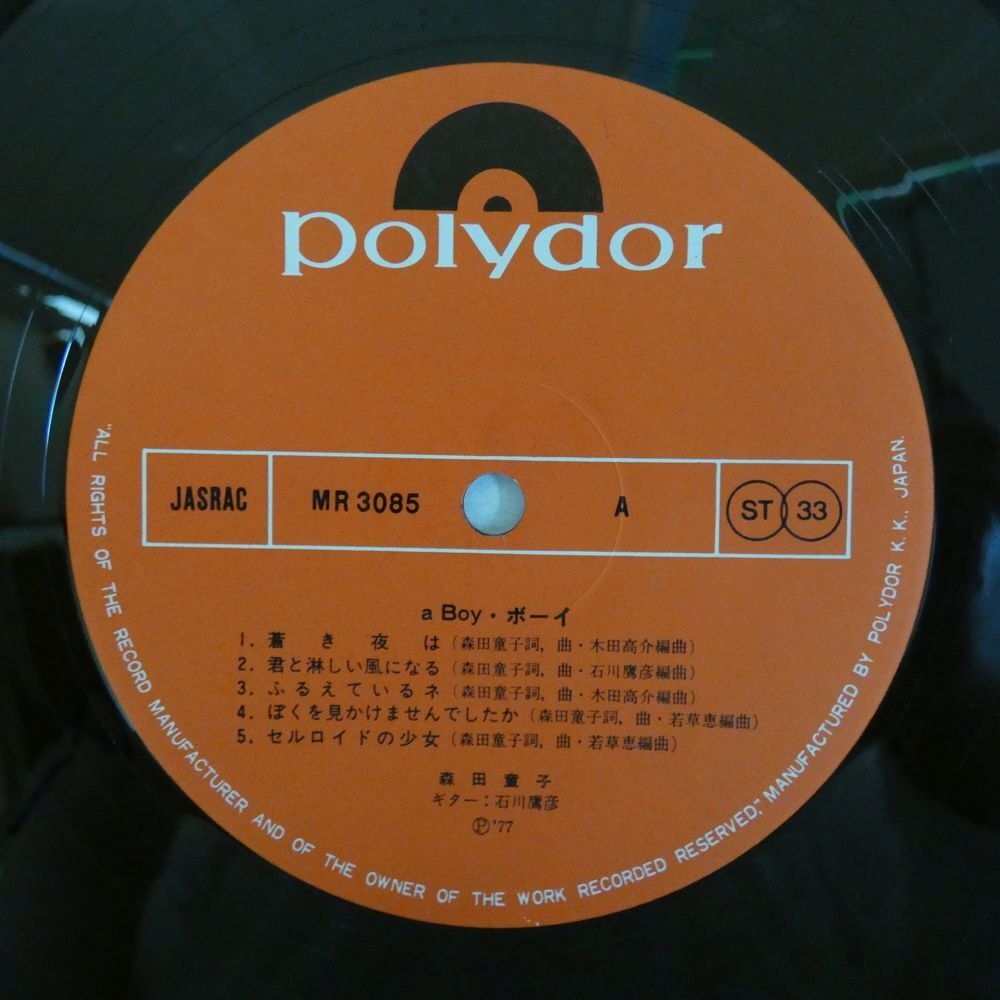 polydor
JASRAC MR 3085 A ST 33
a Boy・ボーイ
1. 蒼き夜は (森田童子詞, 曲・木田高介編曲)
2. 君と淋しい風になる (森田童子詞, 曲・石川鷹彦編曲)
3. ふるえているネ (森田童子詞, 曲・木田高介編曲)
4. ぼくを見かけませんでしたか (森田童子詞, 曲・若草恵編曲)
5. セルロイドの少女 (森田童子詞, 曲・若草恵編曲)
森田童子
ギター：石川鷹彦
Ⓟ'77
"ALL RIGHTS OF THE RECORD MANUFACTURER AND OF THE OWNER OF THE WORK RECORDED RESERVED," MANUFACTURED BY POLYDOR K.K., JAPAN.